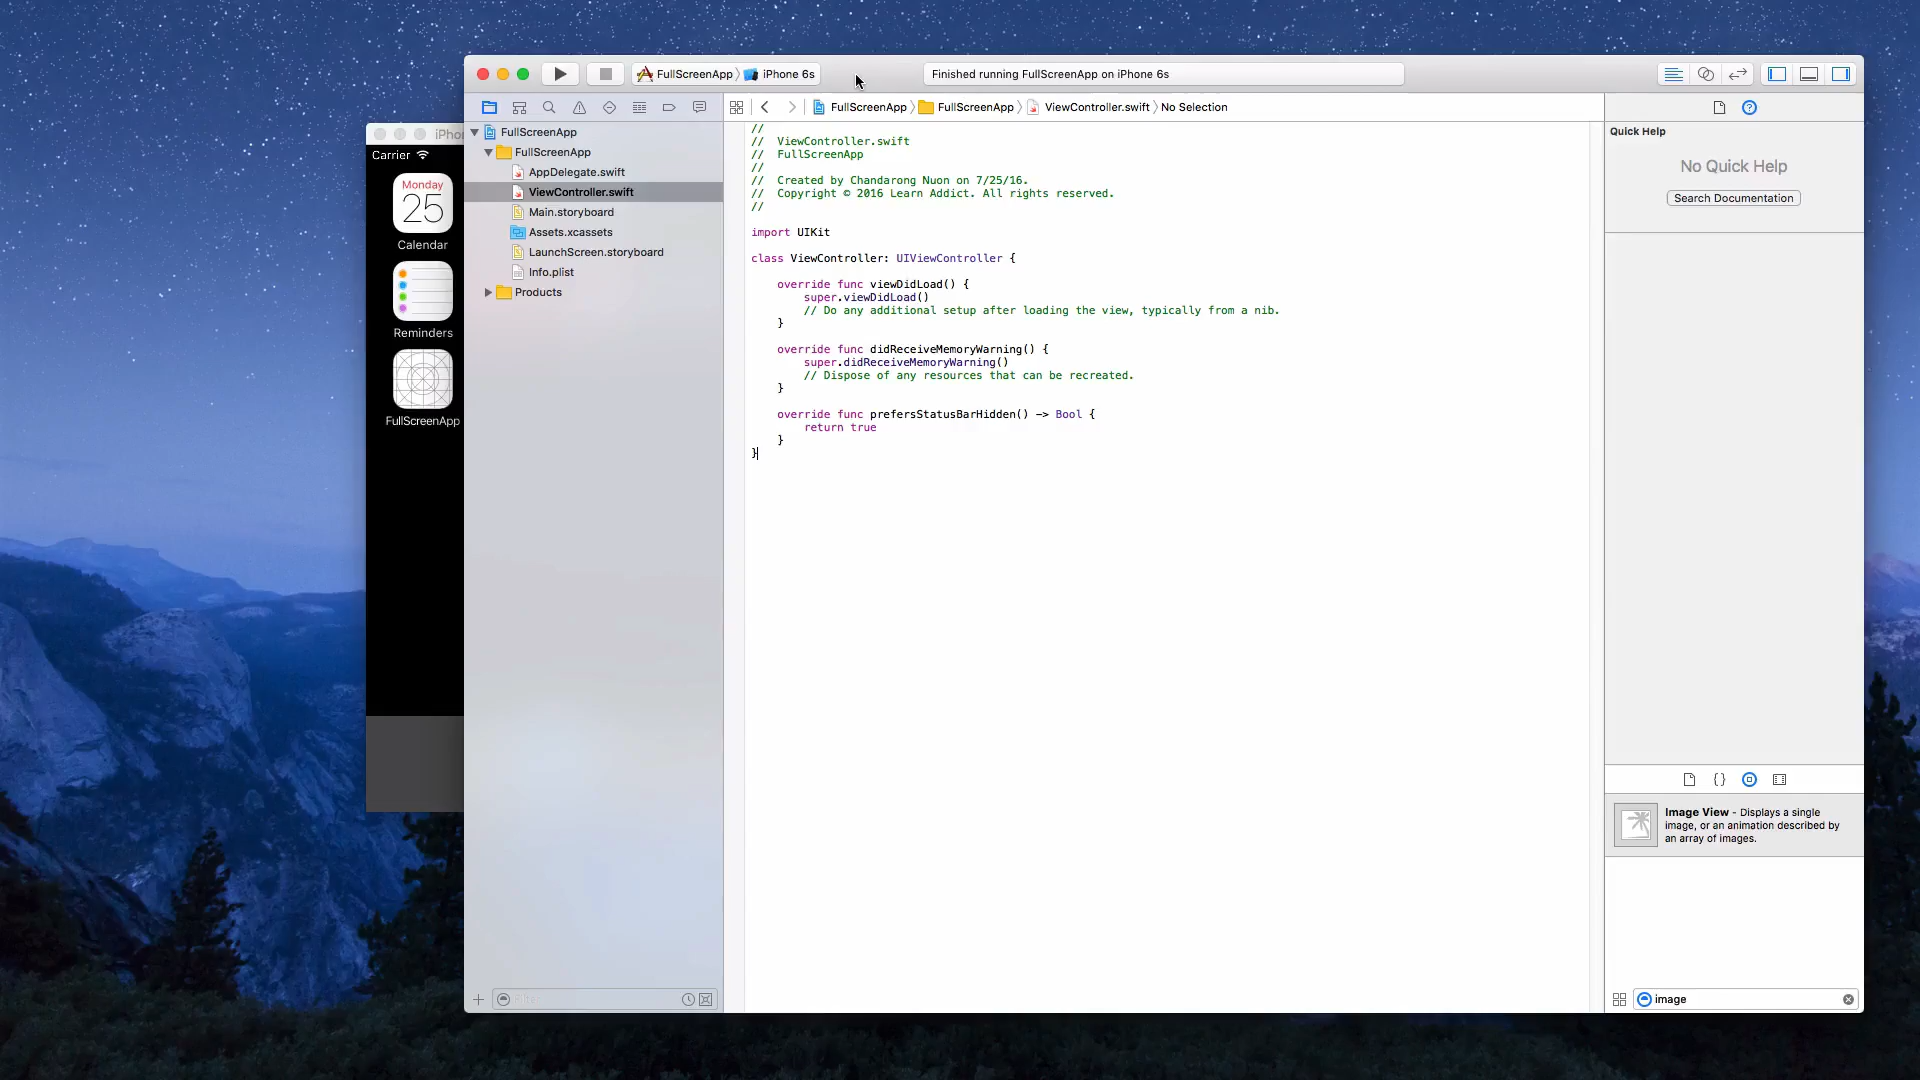 FullScreenApp
iPhone 6s
Finished running FullScreenApp on iPhone 6s
FullScreenApp
FullScreenApp
ViewController.swift
No Selection
Carrier
Monday
25
Calendar
Reminders
FullScreenApp
FullScreenApp
FullScreenApp
AppDelegate.swift
ViewController.swift
Main.storyboard
Assets.xcassets
LaunchScreen.storyboard
Info.plist
Products
//
//  ViewController.swift
//  FullScreenApp
//
//  Created by Chandarong Nuon on 7/25/16.
//  Copyright © 2016 Learn Addict. All rights reserved.
//
import UIKit
class ViewController: UIViewController {
override func viewDidLoad() {
super.viewDidLoad()
// Do any additional setup after loading the view, typically from a nib.
}
override func didReceiveMemoryWarning() {
super.didReceiveMemoryWarning()
// Dispose of any resources that can be recreated.
}
override func prefersStatusBarHidden() -> Bool {
return true
}
}
Quick Help
No Quick Help
Search Documentation
{}
Image View - Displays a single
image, or an animation described by
an array of images.
image